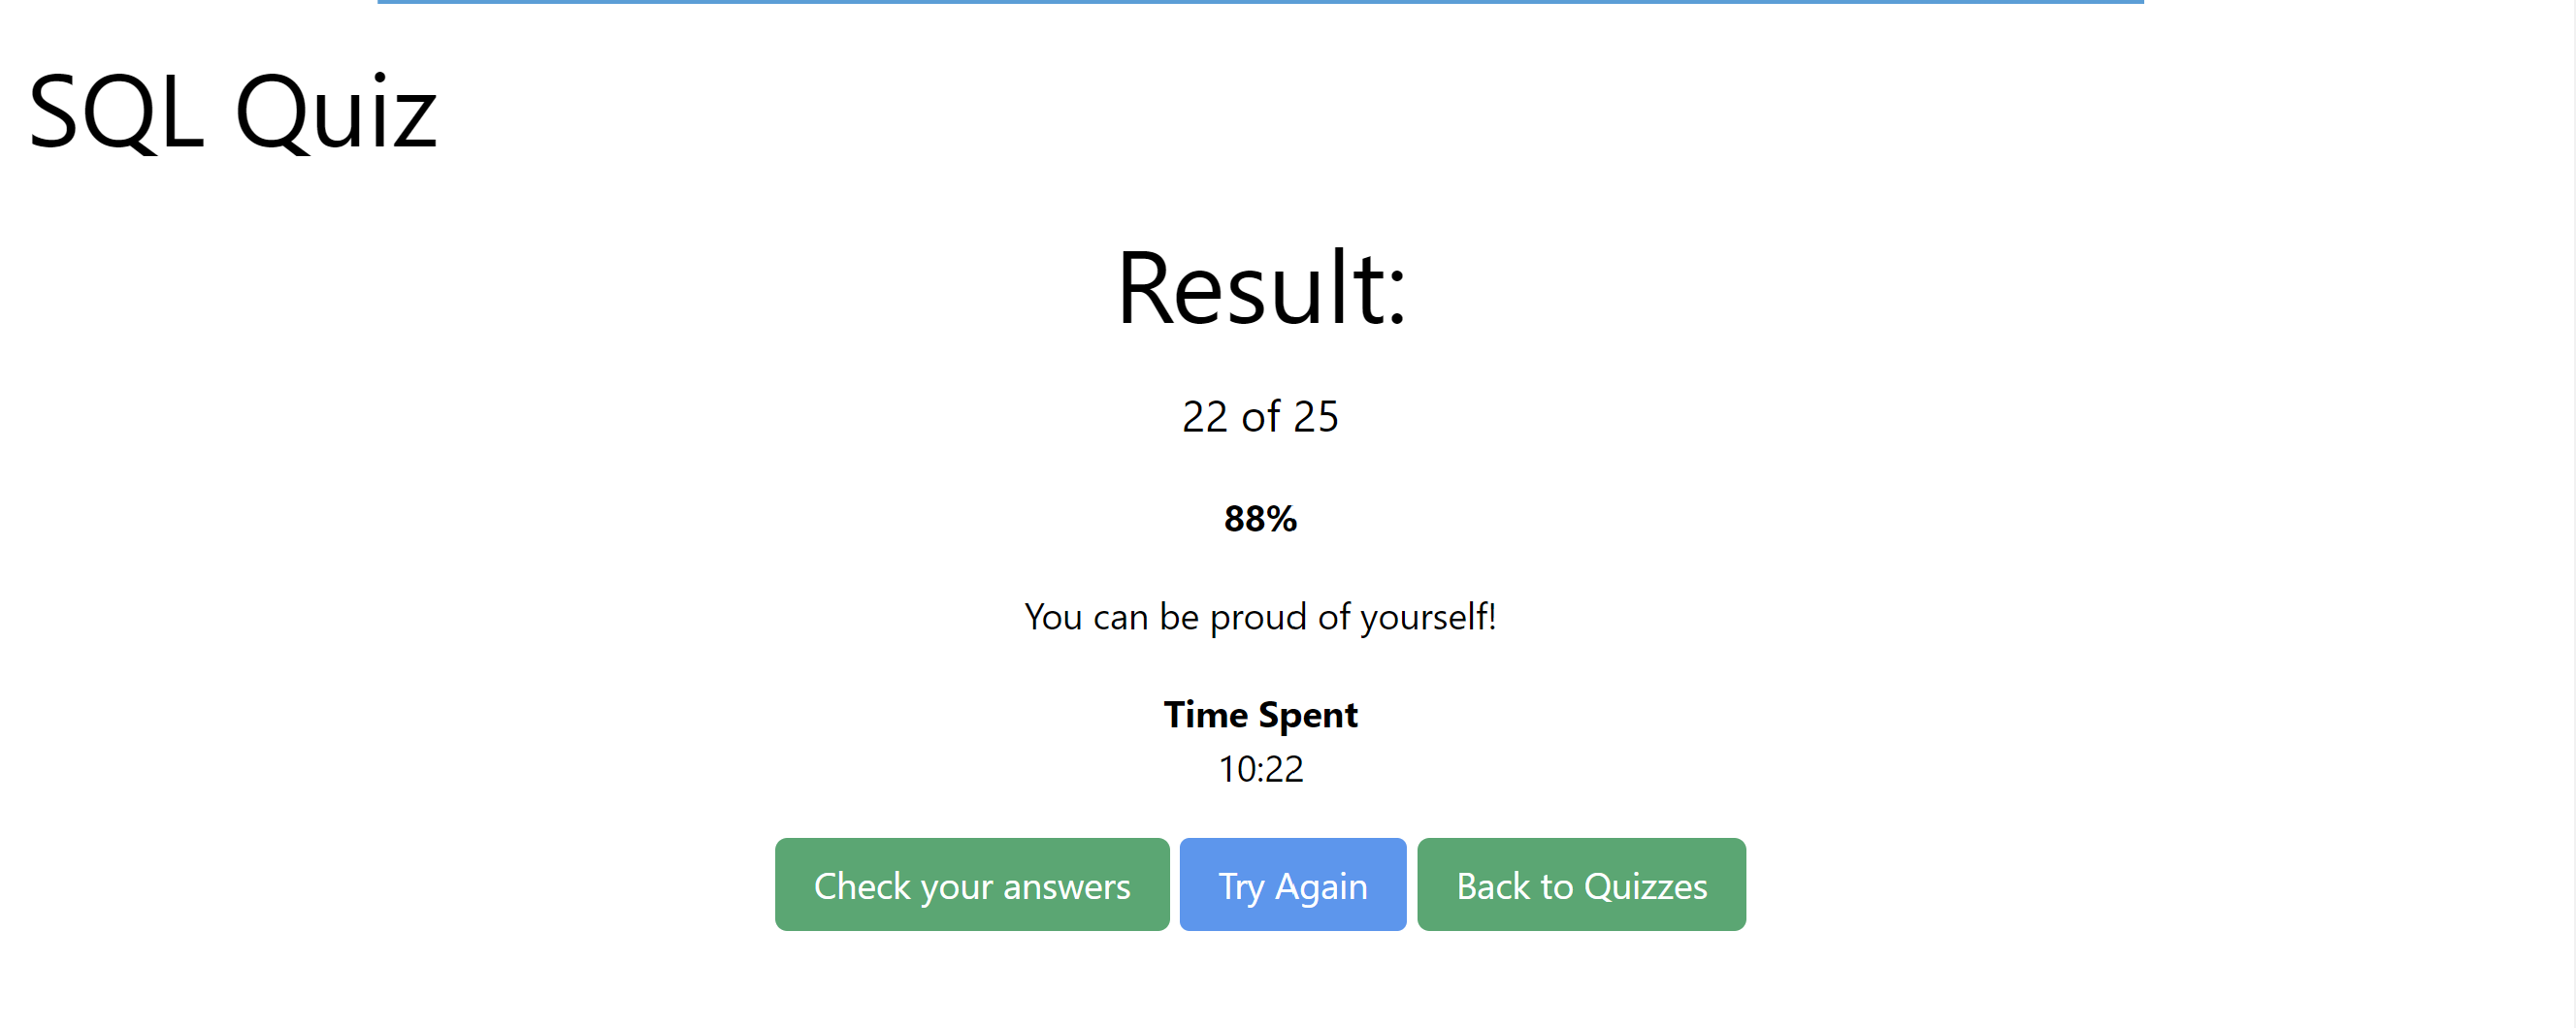 SQL Quiz
Result:
22 of 25
88%
You can be proud of yourself!
Time Spent
10:22
Check your answers
Try Again
Back to Quizzes